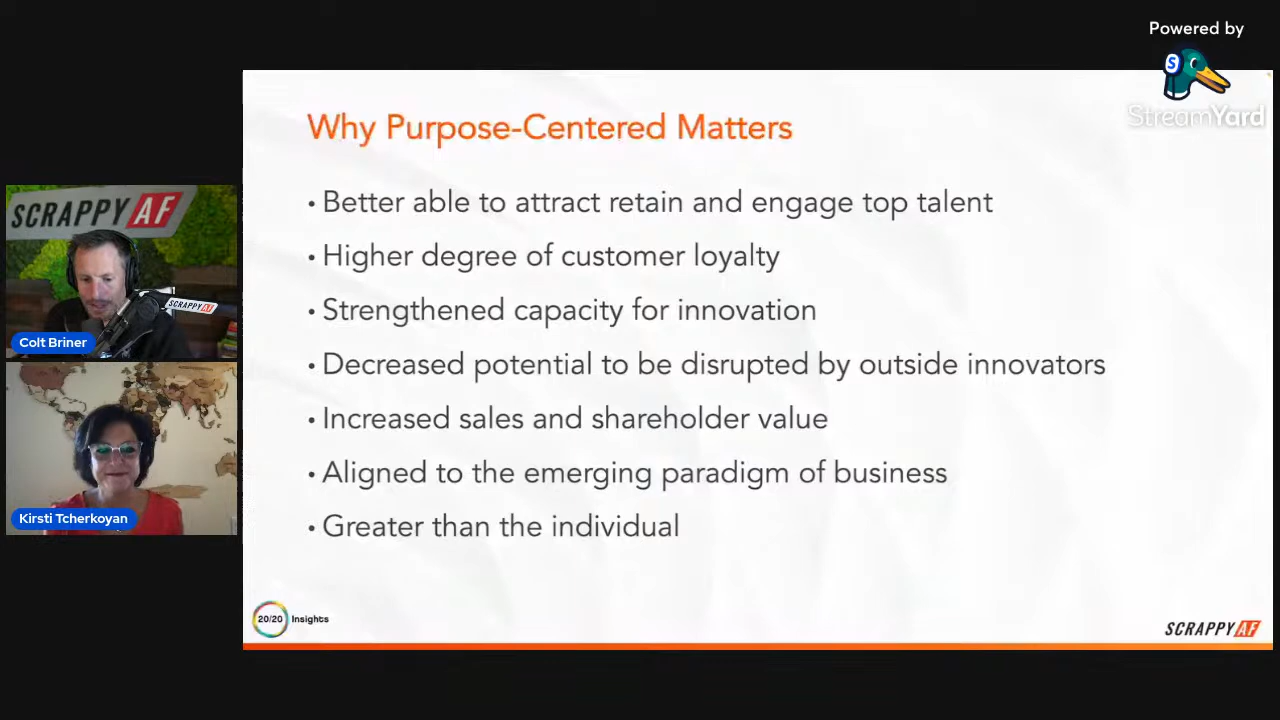 Powered by
S
StreamYard
Why Purpose-Centered Matters
• Better able to attract retain and engage top talent
• Higher degree of customer loyalty
• Strengthened capacity for innovation
• Decreased potential to be disrupted by outside innovators
• Increased sales and shareholder value
• Aligned to the emerging paradigm of business
• Greater than the individual
SCRAPPY AF
SCRAPPY AF
Colt Briner
Kirsti Tcherkoyan
20/20 Insights
SCRAPPY AF